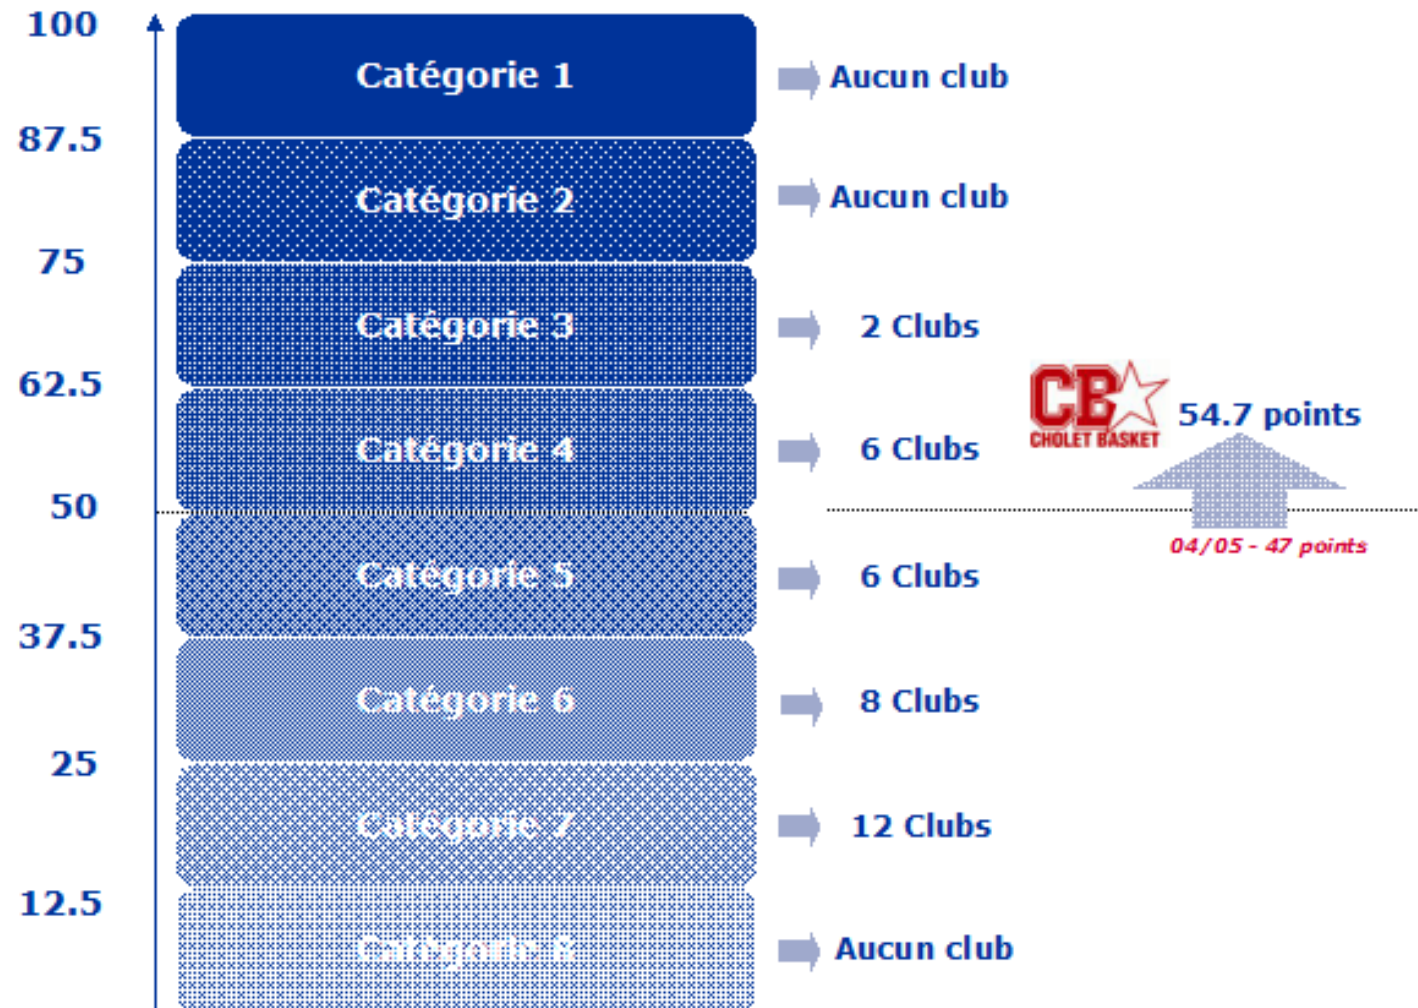 100
Catégorie 1
Aucun club
87.5
Catégorie 2
Aucun club
75
Catégorie 3
2 Clubs
62.5
CB
CHOLET BASKET
54.7 points
Catégorie 4
6 Clubs
50
04/05 - 47 points
Catégorie 5
6 Clubs
37.5
Catégorie 6
8 Clubs
25
Catégorie 7
12 Clubs
12.5
Catégorie 8
Aucun club